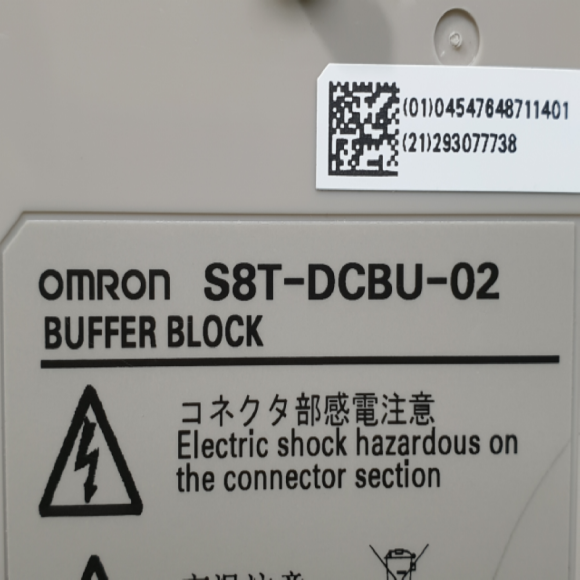 (01)04547648711401
(21)293077738
OMRON S8T-DCBU-02
BUFFER BLOCK
コネクタ部感電注意
Electric shock hazardous on
the connector section